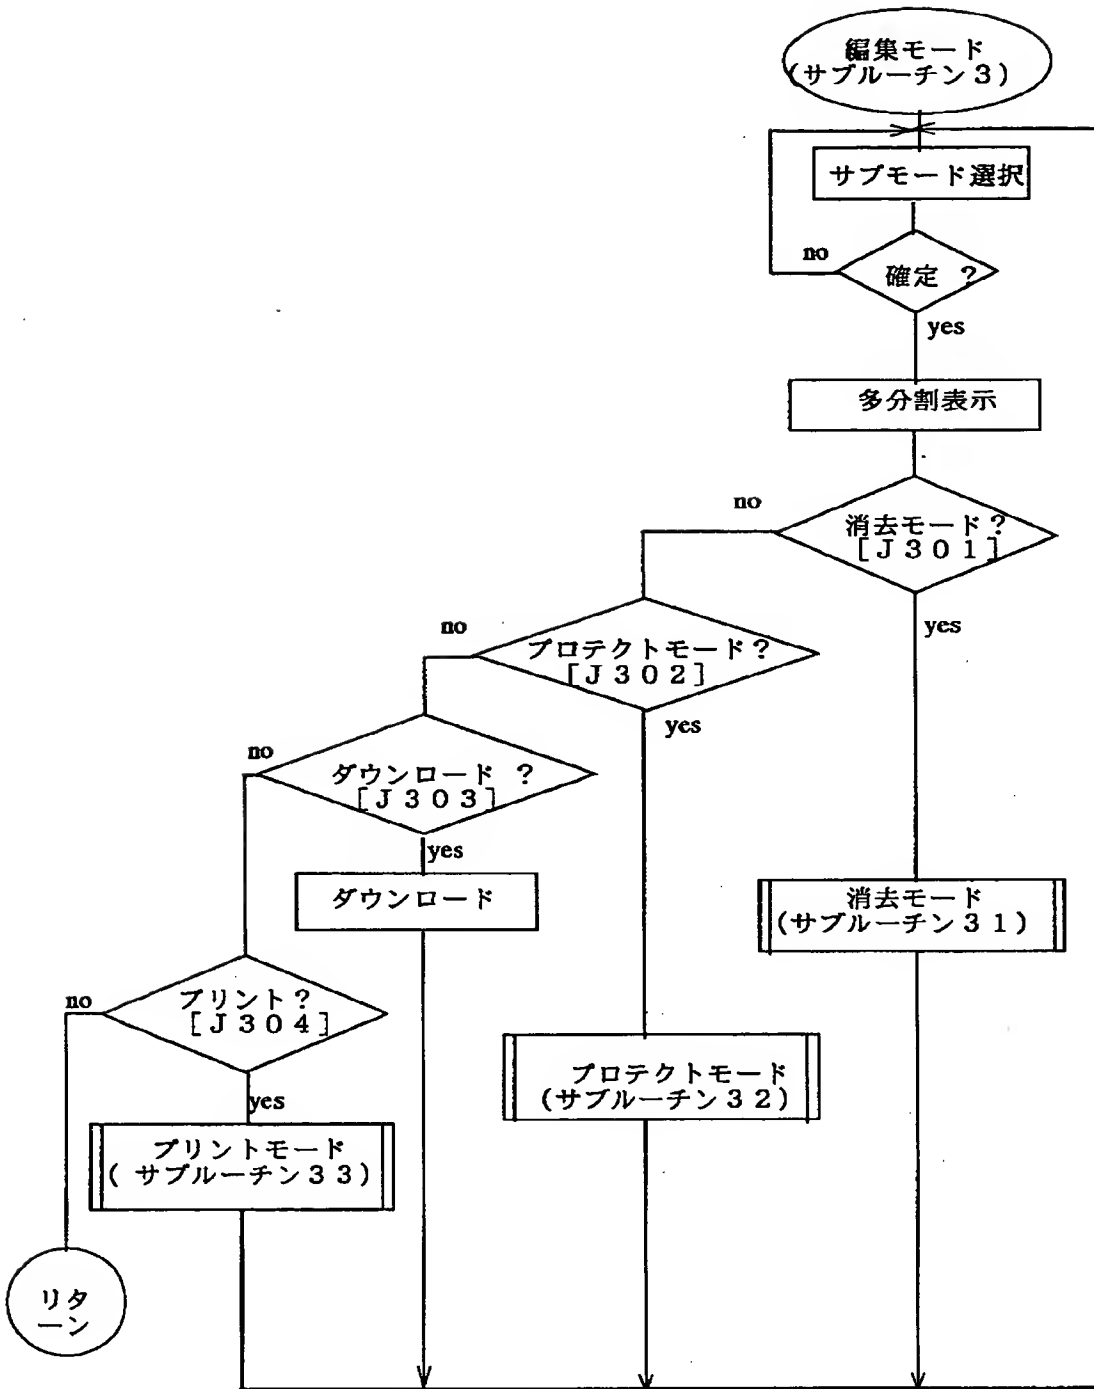 編集モード
(サブルーチン３)
サブモード選択
no
確定 ?
yes
多分割表示
no
消去モード?
[Ｊ３０１]
yes
no
プロテクトモード?
[Ｊ３０２]
yes
no
ダウンロード ?
[Ｊ３０３]
yes
ダウンロード
消去モード
(サブルーチン３１)
no
プリント?
[Ｊ３０４]
yes
プロテクトモード
(サブルーチン３２)
プリントモード
( サブルーチン３３)
リタ
ーン